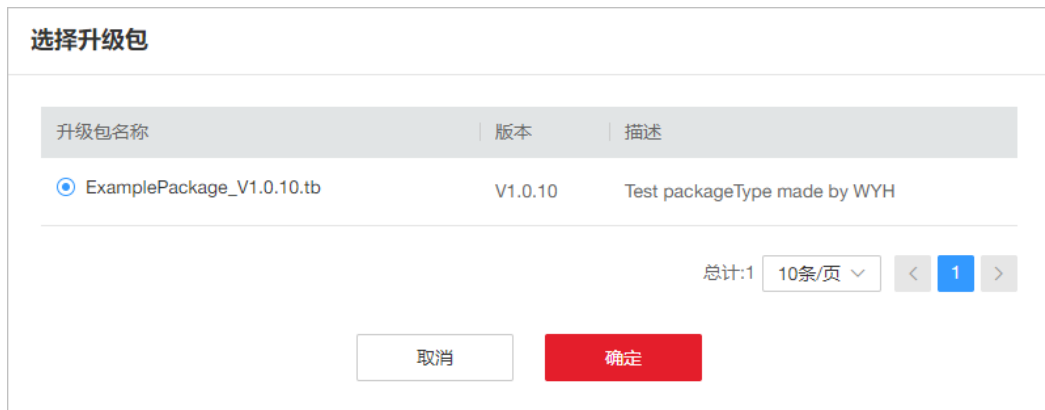 选择升级包
升级包名称 版本 描述
ExamplePackage_V1.0.10.tb V1.0.10 Test packageType made by WYH
总计:1 10条/页 1
取消 确定